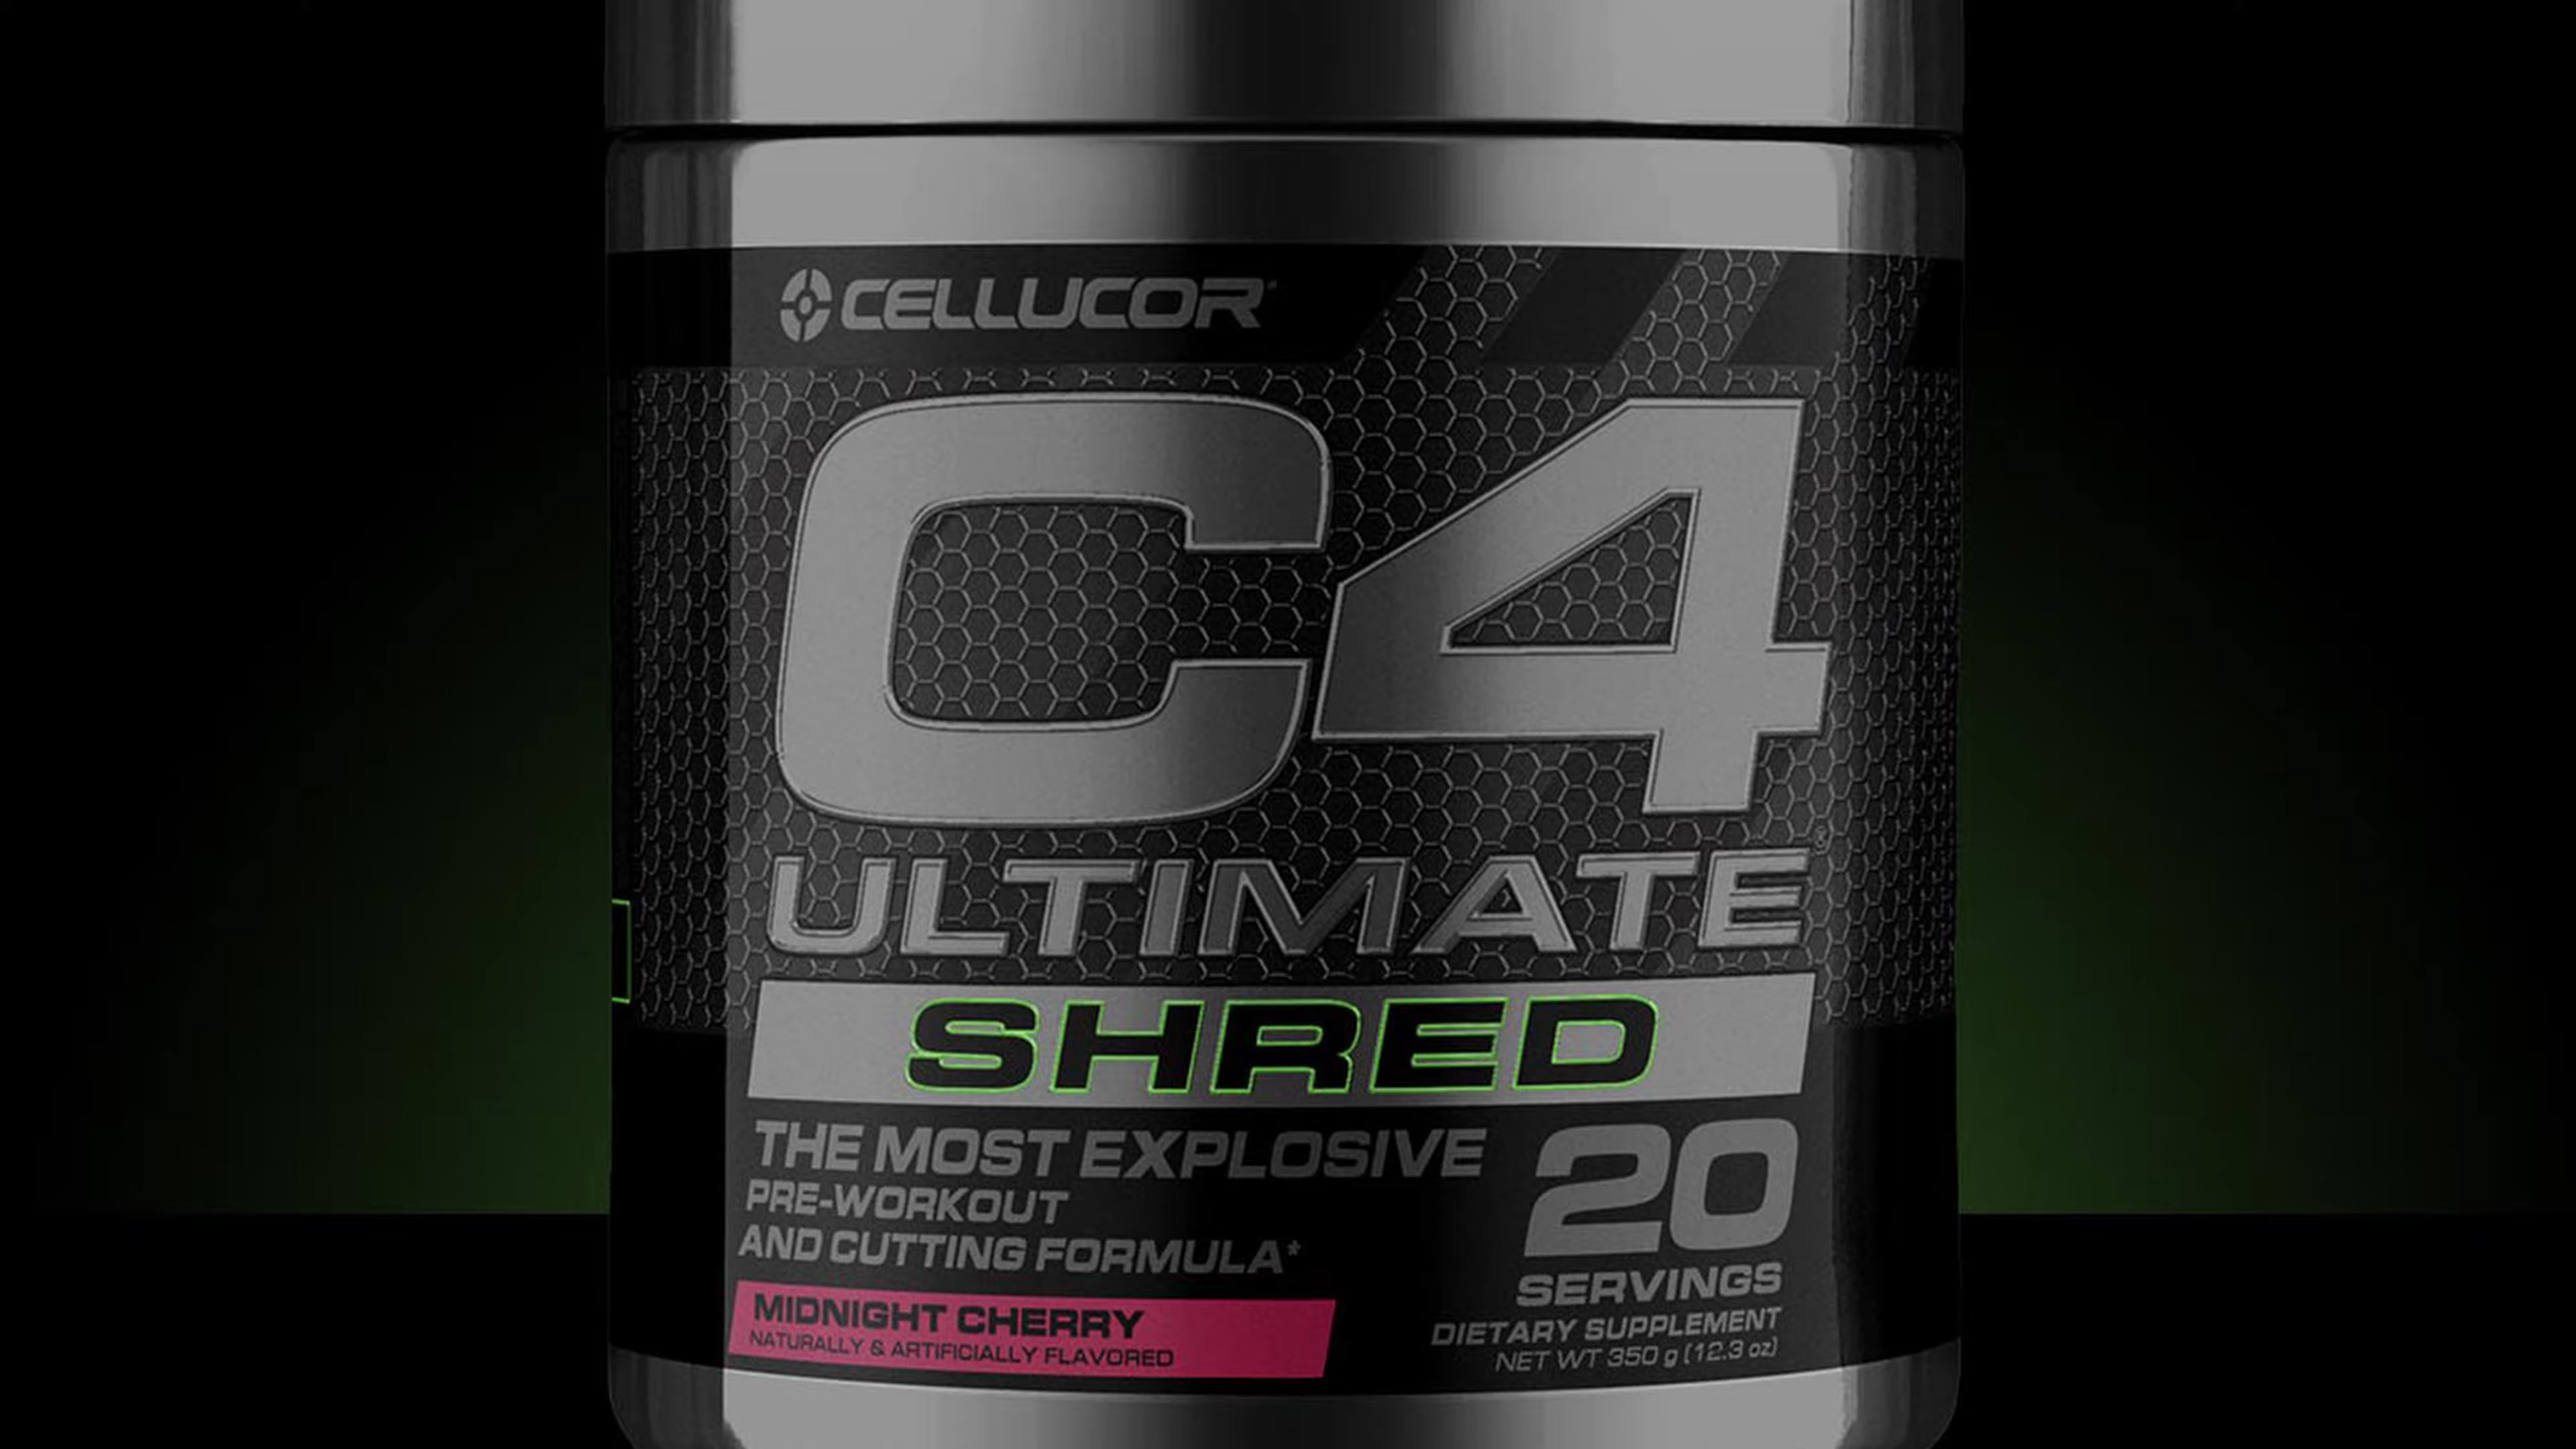 CELLUCOR
C4
ULTIMATE®
SHRED
THE MOST EXPLOSIVE
PRE-WORKOUT
AND CUTTING FORMULA*
MIDNIGHT CHERRY
NATURALLY & ARTIFICIALLY FLAVORED
20
SERVINGS
DIETARY SUPPLEMENT
NET WT 350 g (12.3 oz)